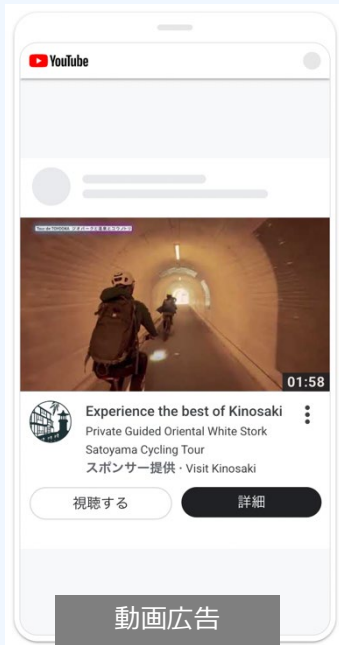 YouTube
01:58
Experience the best of Kinosaki
Private Guided Oriental White Stork
Satoyama Cycling Tour
スポンサー提供 · Visit Kinosaki
視聴する
詳細
動画広告